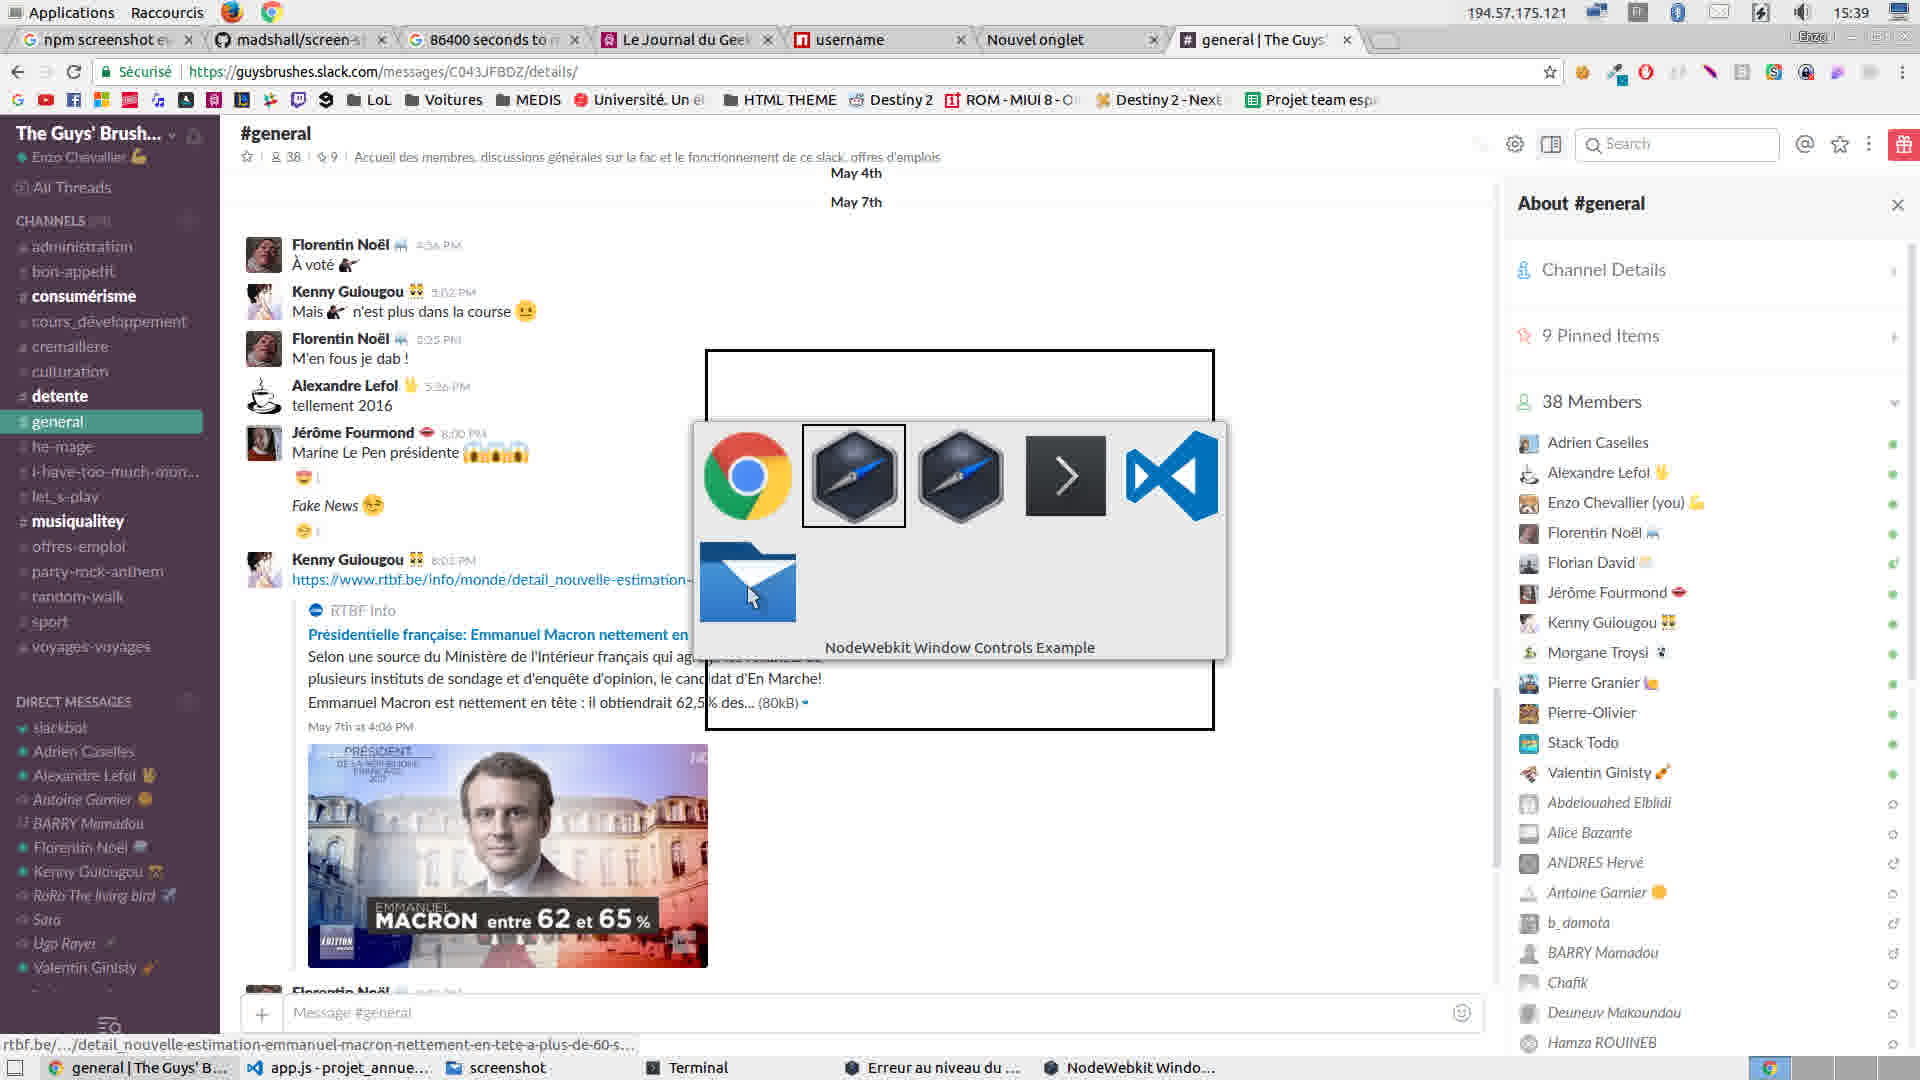 Applications Raccourcis 194.57.175.121 Fr 15:39
npm screenshot ev madshall/screen-s 86400 seconds to m Le Journal du Geek username Nouvel onglet general | The Guys' Enzo
Sécurisé https://guysbrushes.slack.com/messages/C043JFBDZ/details/
LoL Voitures MEDIS Université. Un él HTML THEME Destiny 2 ROM - MIUI 8 - O Destiny 2 - Next Projet team esp
The Guys' Brush...
Enzo Chevallier
All Threads
CHANNELS
administration
bon-appetit
# consumérisme
cours_développement
cremaillere
culturation
# detente
# general
he-mage
i-have-too-much-mon...
let_s-play
# musiqualitey
offres-emploi
party-rock-anthem
random-walk
sport
voyages-voyages
DIRECT MESSAGES
slackbot
Adrien Caselles
Alexandre Lefol
Antoine Garnier
BARRY Mamadou
Florentin Noël
Kenny Guiougou
RoRo The living bird
Sara
Ugo Rayer
Valentin Ginisty
#general
38 9 Accueil des membres, discussions générales sur la fac et le fonctionnement de ce slack, offres d'emplois
Search
May 4th
May 7th
Florentin Noël 4:56 PM
À voté
Kenny Guiougou 5:02 PM
Mais n'est plus dans la course
Florentin Noël 5:25 PM
M'en fous je dab !
Alexandre Lefol 5:36 PM
tellement 2016
Jérôme Fourmond 8:00 PM
Marine Le Pen présidente
1
Fake News
1
Kenny Guiougou 8:03 PM
https://www.rtbf.be/info/monde/detail_nouvelle-estimation-
RTBF Info
Présidentielle française: Emmanuel Macron nettement en
Selon une source du Ministère de l'Intérieur français qui
plusieurs instituts de sondage et d'enquête d'opinion, le candidat d'En Marche!
Emmanuel Macron est nettement en tête : il obtiendrait 62,5% des... (80kB)
May 7th at 4:06 PM
PRÉSIDENT
DE LA RÉPUBLIQUE
FRANÇAISE
2017
EMMANUEL
MACRON entre 62 et 65 %
ÉDITION
Florentin Noël
Message #general
NodeWebkit Window Controls Example
About #general
Channel Details
9 Pinned Items
38 Members
Adrien Caselles
Alexandre Lefol
Enzo Chevallier (you)
Florentin Noël
Florian David
Jérôme Fourmond
Kenny Guiougou
Morgane Troysi
Pierre Granier
Pierre-Olivier
Stack Todo
Valentin Ginisty
Abdelouahed Elblidi
Alice Bazante
ANDRES Hervé
Antoine Garnier
b_damota
BARRY Mamadou
Chafik
Deuneuv Makoundou
Hamza ROUINEB
rtbf.be/.../detail_nouvelle-estimation-emmanuel-macron-nettement-en-tete-a-plus-de-60-s...
general | The Guys' B... app.js - projet_annue... screenshot Terminal Erreur au niveau du ... NodeWebkit Windo...